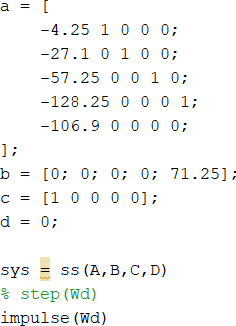 a = [
-4.25 1 0 0 0;
-27.1 0 1 0 0;
-57.25 0 0 1 0;
-128.25 0 0 0 1;
-106.9 0 0 0 0;
];
b = [0; 0; 0; 0; 71.25];
c = [1 0 0 0 0];
d = 0;
sys = ss(A,B,C,D)
% step(Wd)
impulse(Wd)